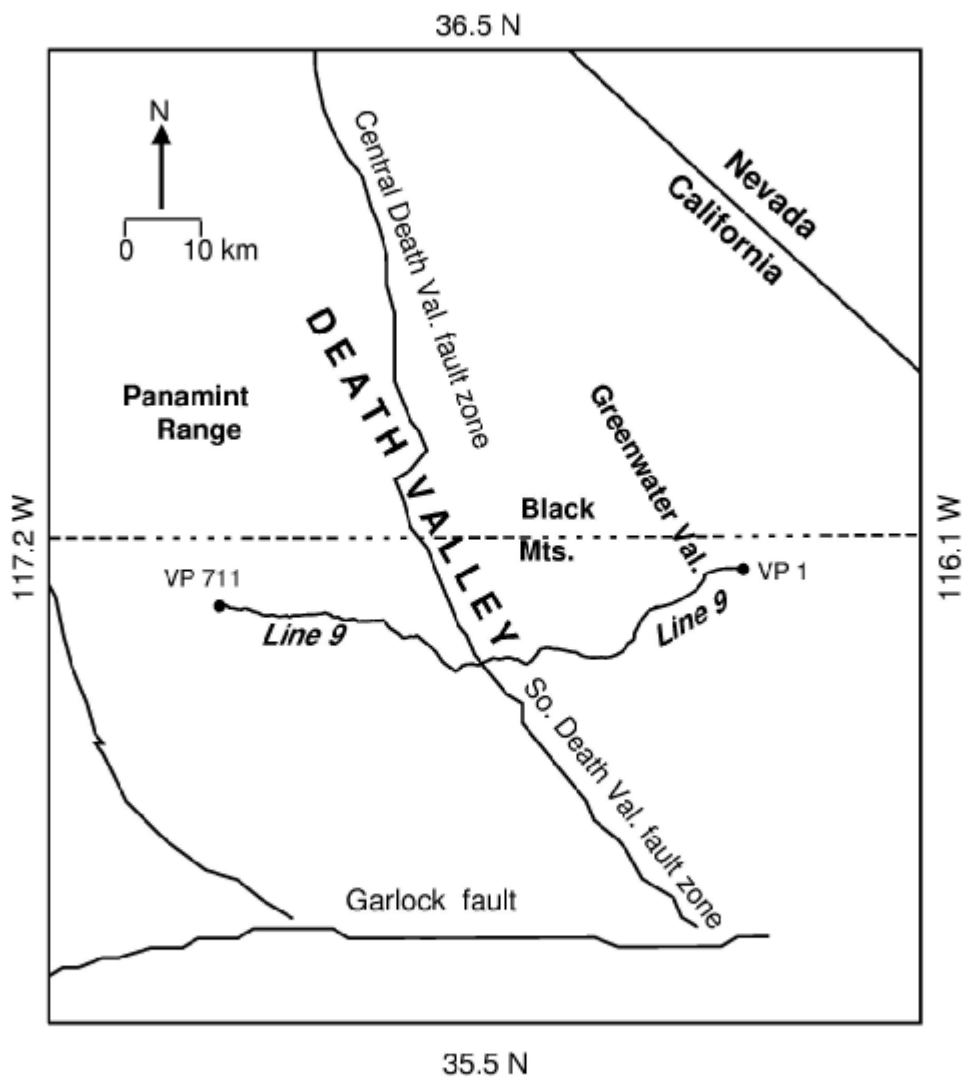 36.5 N
N
0 10 km
Central Death Val. fault zone
Nevada
California
DEATH VALLEY
Panamint
Range
Greenwater Val.
Black
Mts.
117.2 W
116.1 W
VP 711
VP 1
Line 9
Line 9
So. Death Val. fault zone
Garlock fault
35.5 N